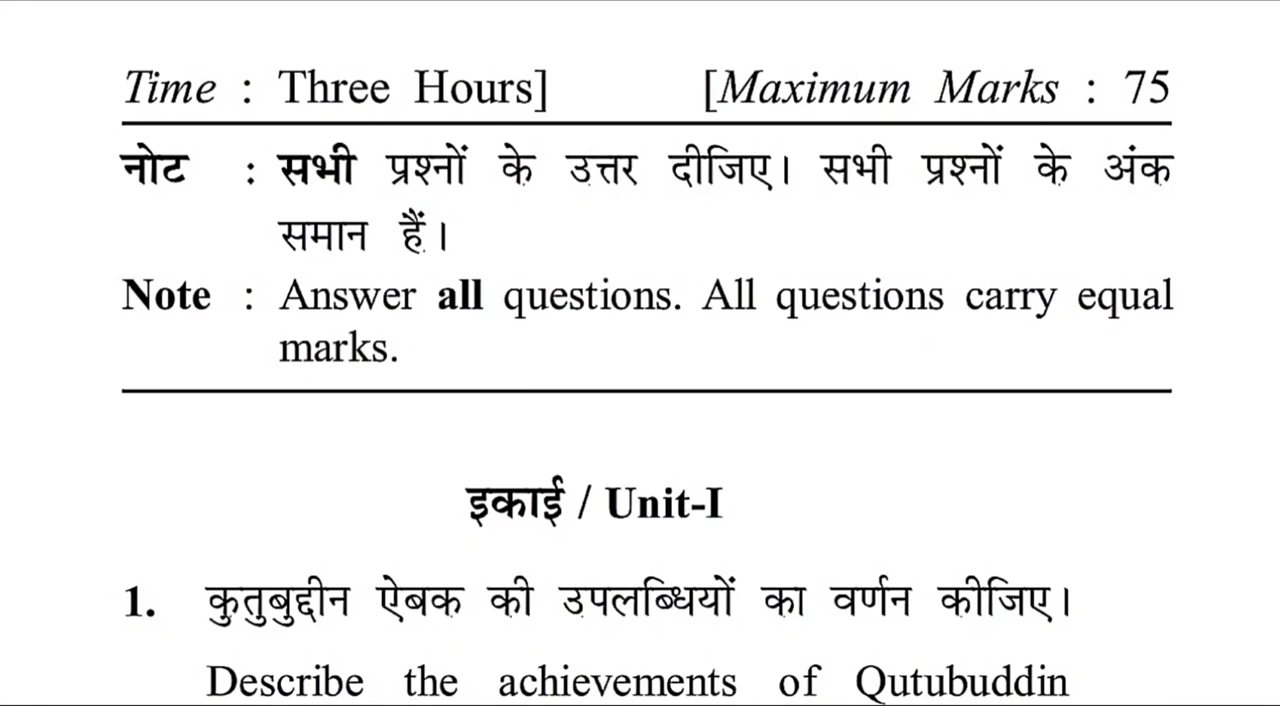 Time : Three Hours] [Maximum Marks : 75
नोट : सभी प्रश्नों के उत्तर दीजिए। सभी प्रश्नों के अंक
समान हैं।
Note : Answer all questions. All questions carry equal
marks.
इकाई / Unit-I
1. कुतुबुद्दीन ऐबक की उपलब्धियों का वर्णन कीजिए।
Describe the achievements of Qutubuddin